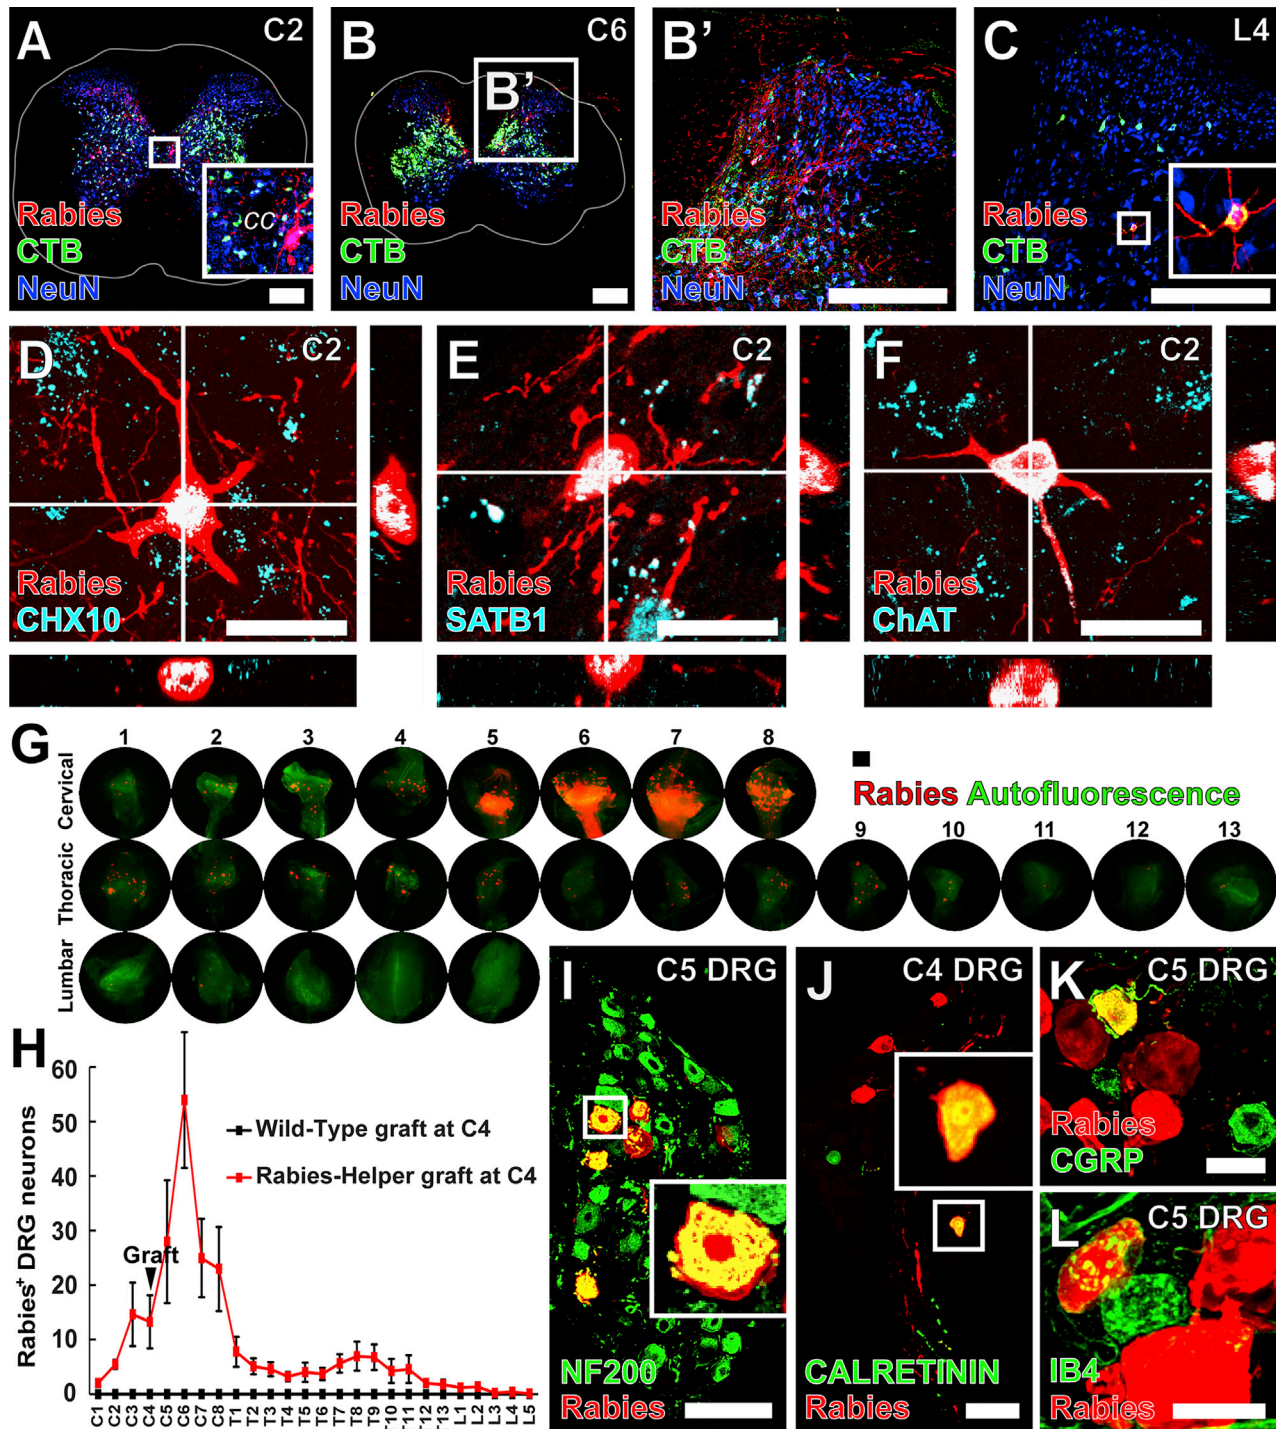 A C2
Rabies
CTB
NeuN
CC
B C6
B'
Rabies
CTB
NeuN
B'
Rabies
CTB
NeuN
C L4
Rabies
CTB
NeuN
D C2
Rabies
CHX10
E C2
Rabies
SATB1
F C2
Rabies
ChAT
G
1 2 3 4 5 6 7 8
Cervical
Rabies Autofluorescence
9 10 11 12 13
Thoracic
Lumbar
H
Rabies+ DRG neurons
60
50
40
30
20
10
0
Wild-Type graft at C4
Rabies-Helper graft at C4
Graft
C1 C2 C3 C4 C5 C6 C7 C8 T1 T2 T3 T4 T5 T6 T7 T8 T9 T10 T11 T12 T13 L1 L2 L3 L4 L5
I C5 DRG
NF200
Rabies
J C4 DRG
CALRETININ
Rabies
K C5 DRG
Rabies
CGRP
L C5 DRG
IB4
Rabies